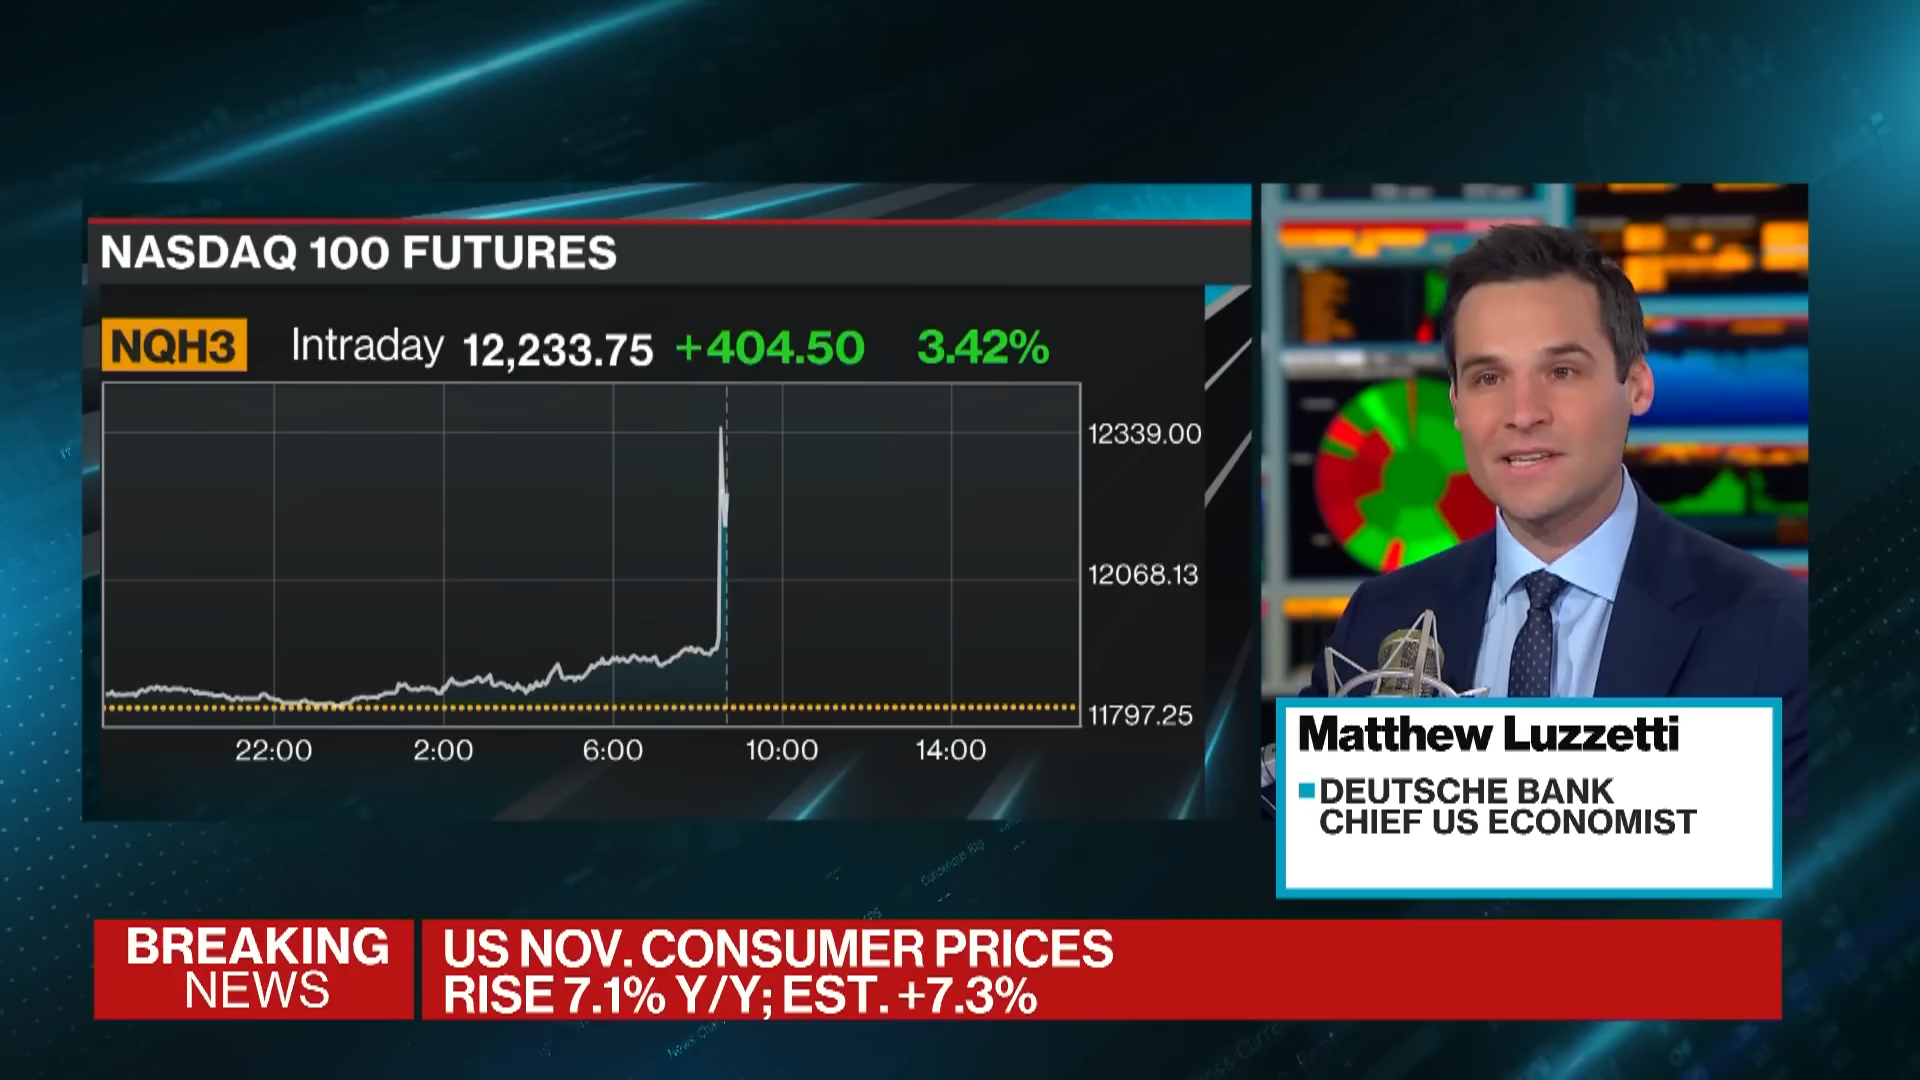 NASDAQ 100 FUTURES
NQH3 Intraday 12,233.75 +404.50 3.42%
12339.00
12068.13
11797.25
22:00 2:00 6:00 10:00 14:00
Matthew Luzzetti
DEUTSCHE BANK
CHIEF US ECONOMIST
BREAKING
NEWS
US NOV. CONSUMER PRICES
RISE 7.1% Y/Y; EST. +7.3%